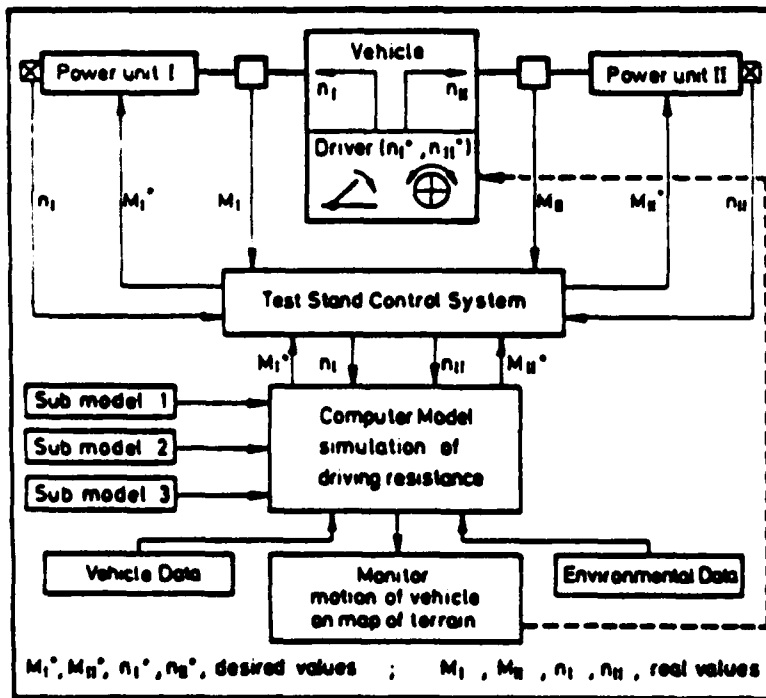 Vehicle
Power unit I
Power unit II
n_I
n_II
Driver (n_I*, n_II*)
n_I
M_I*
M_I
M_II
M_II*
n_II
Test Stand Control System
M_I*
n_I
n_II
M_II*
Sub model 1
Sub model 2
Sub model 3
Computer Model
simulation of
driving resistance
Vehicle Data
Monitor
motion of vehicle
on map of terrain
Environmental Data
M_I*, M_II*, n_I*, n_II*, desired values ; M_I , M_II , n_I , n_II , real values